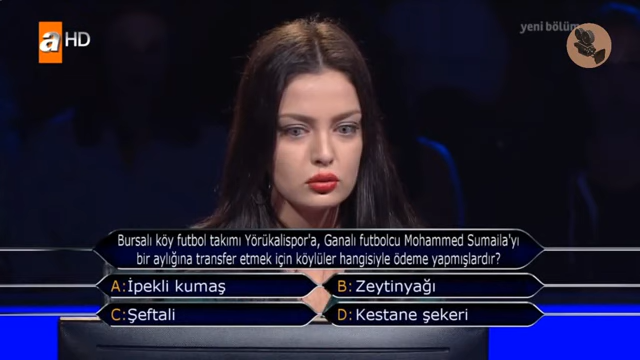 a HD
yeni bölüm
Bursalı köy futbol takımı Yörükalispor'a, Ganalı futbolcu Mohammed Sumaila'yı
bir aylığına transfer etmek için köylüler hangisiyle ödeme yapmışlardır?
A:İpekli kumaş
B: Zeytinyağı
C:Şeftali
D:Kestane şekeri